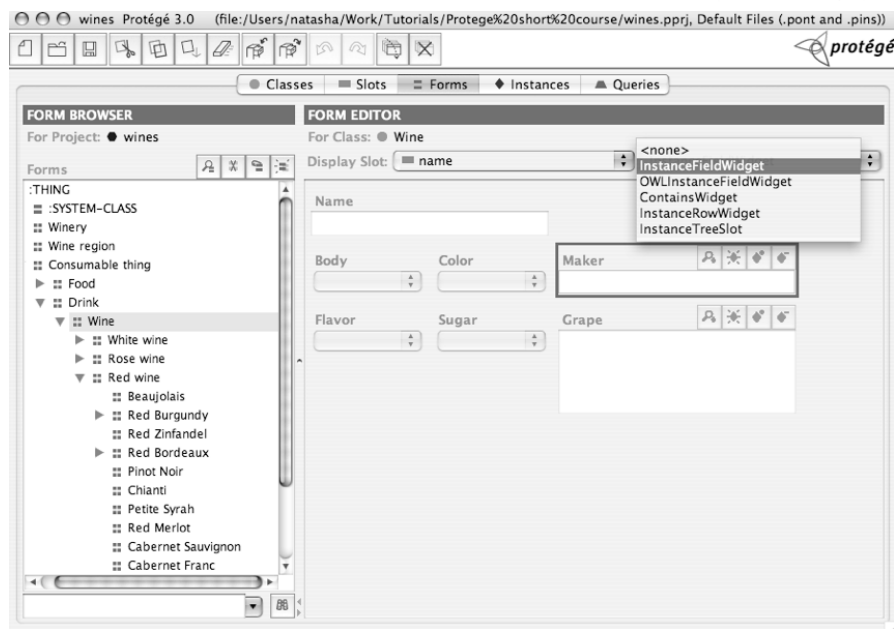 wines Protégé 3.0 (file:/Users/natasha/Work/Tutorials/Protege%20short%20course/wines.pprj, Default Files (.pont and .pins))
protégé
Classes Slots Forms Instances Queries
FORM BROWSER
For Project: wines
Forms
:THING
:SYSTEM-CLASS
Winery
Wine region
Consumable thing
Food
Drink
Wine
White wine
Rose wine
Red wine
Beaujolais
Red Burgundy
Red Zinfandel
Red Bordeaux
Pinot Noir
Chianti
Petite Syrah
Red Merlot
Cabernet Sauvignon
Cabernet Franc
FORM EDITOR
For Class: Wine
Display Slot: name
<none>
InstanceFieldWidget
OWLInstanceFieldWidget
ContainsWidget
InstanceRowWidget
InstanceTreeSlot
Name
Body Color Maker
Flavor Sugar Grape